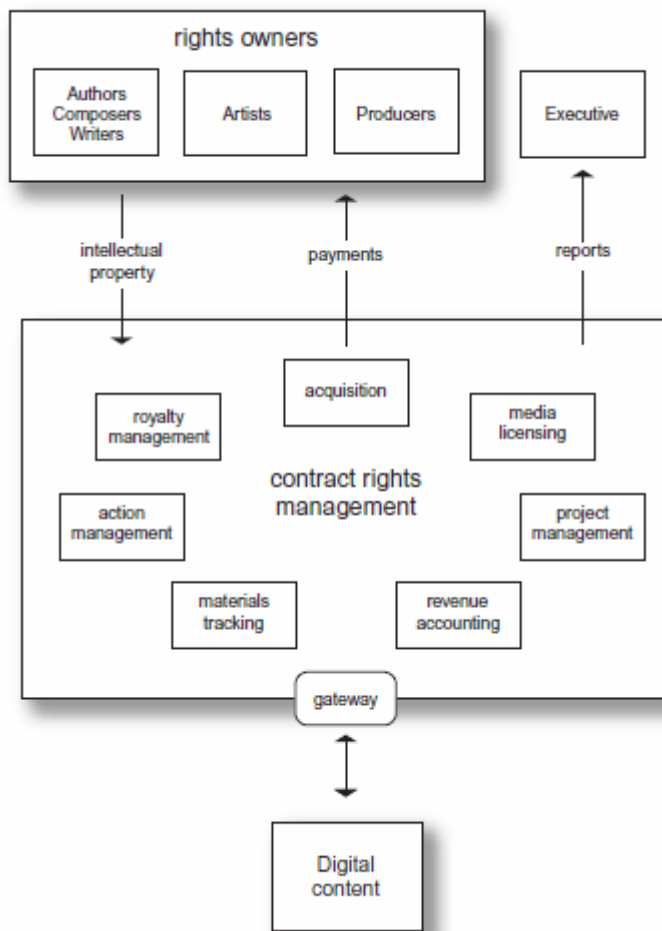 rights owners
Authors
Composers
Writers
Artists
Producers
Executive
intellectual
property
payments
reports
acquisition
royalty
management
media
licensing
contract rights
management
action
management
project
management
materials
tracking
revenue
accounting
gateway
Digital
content